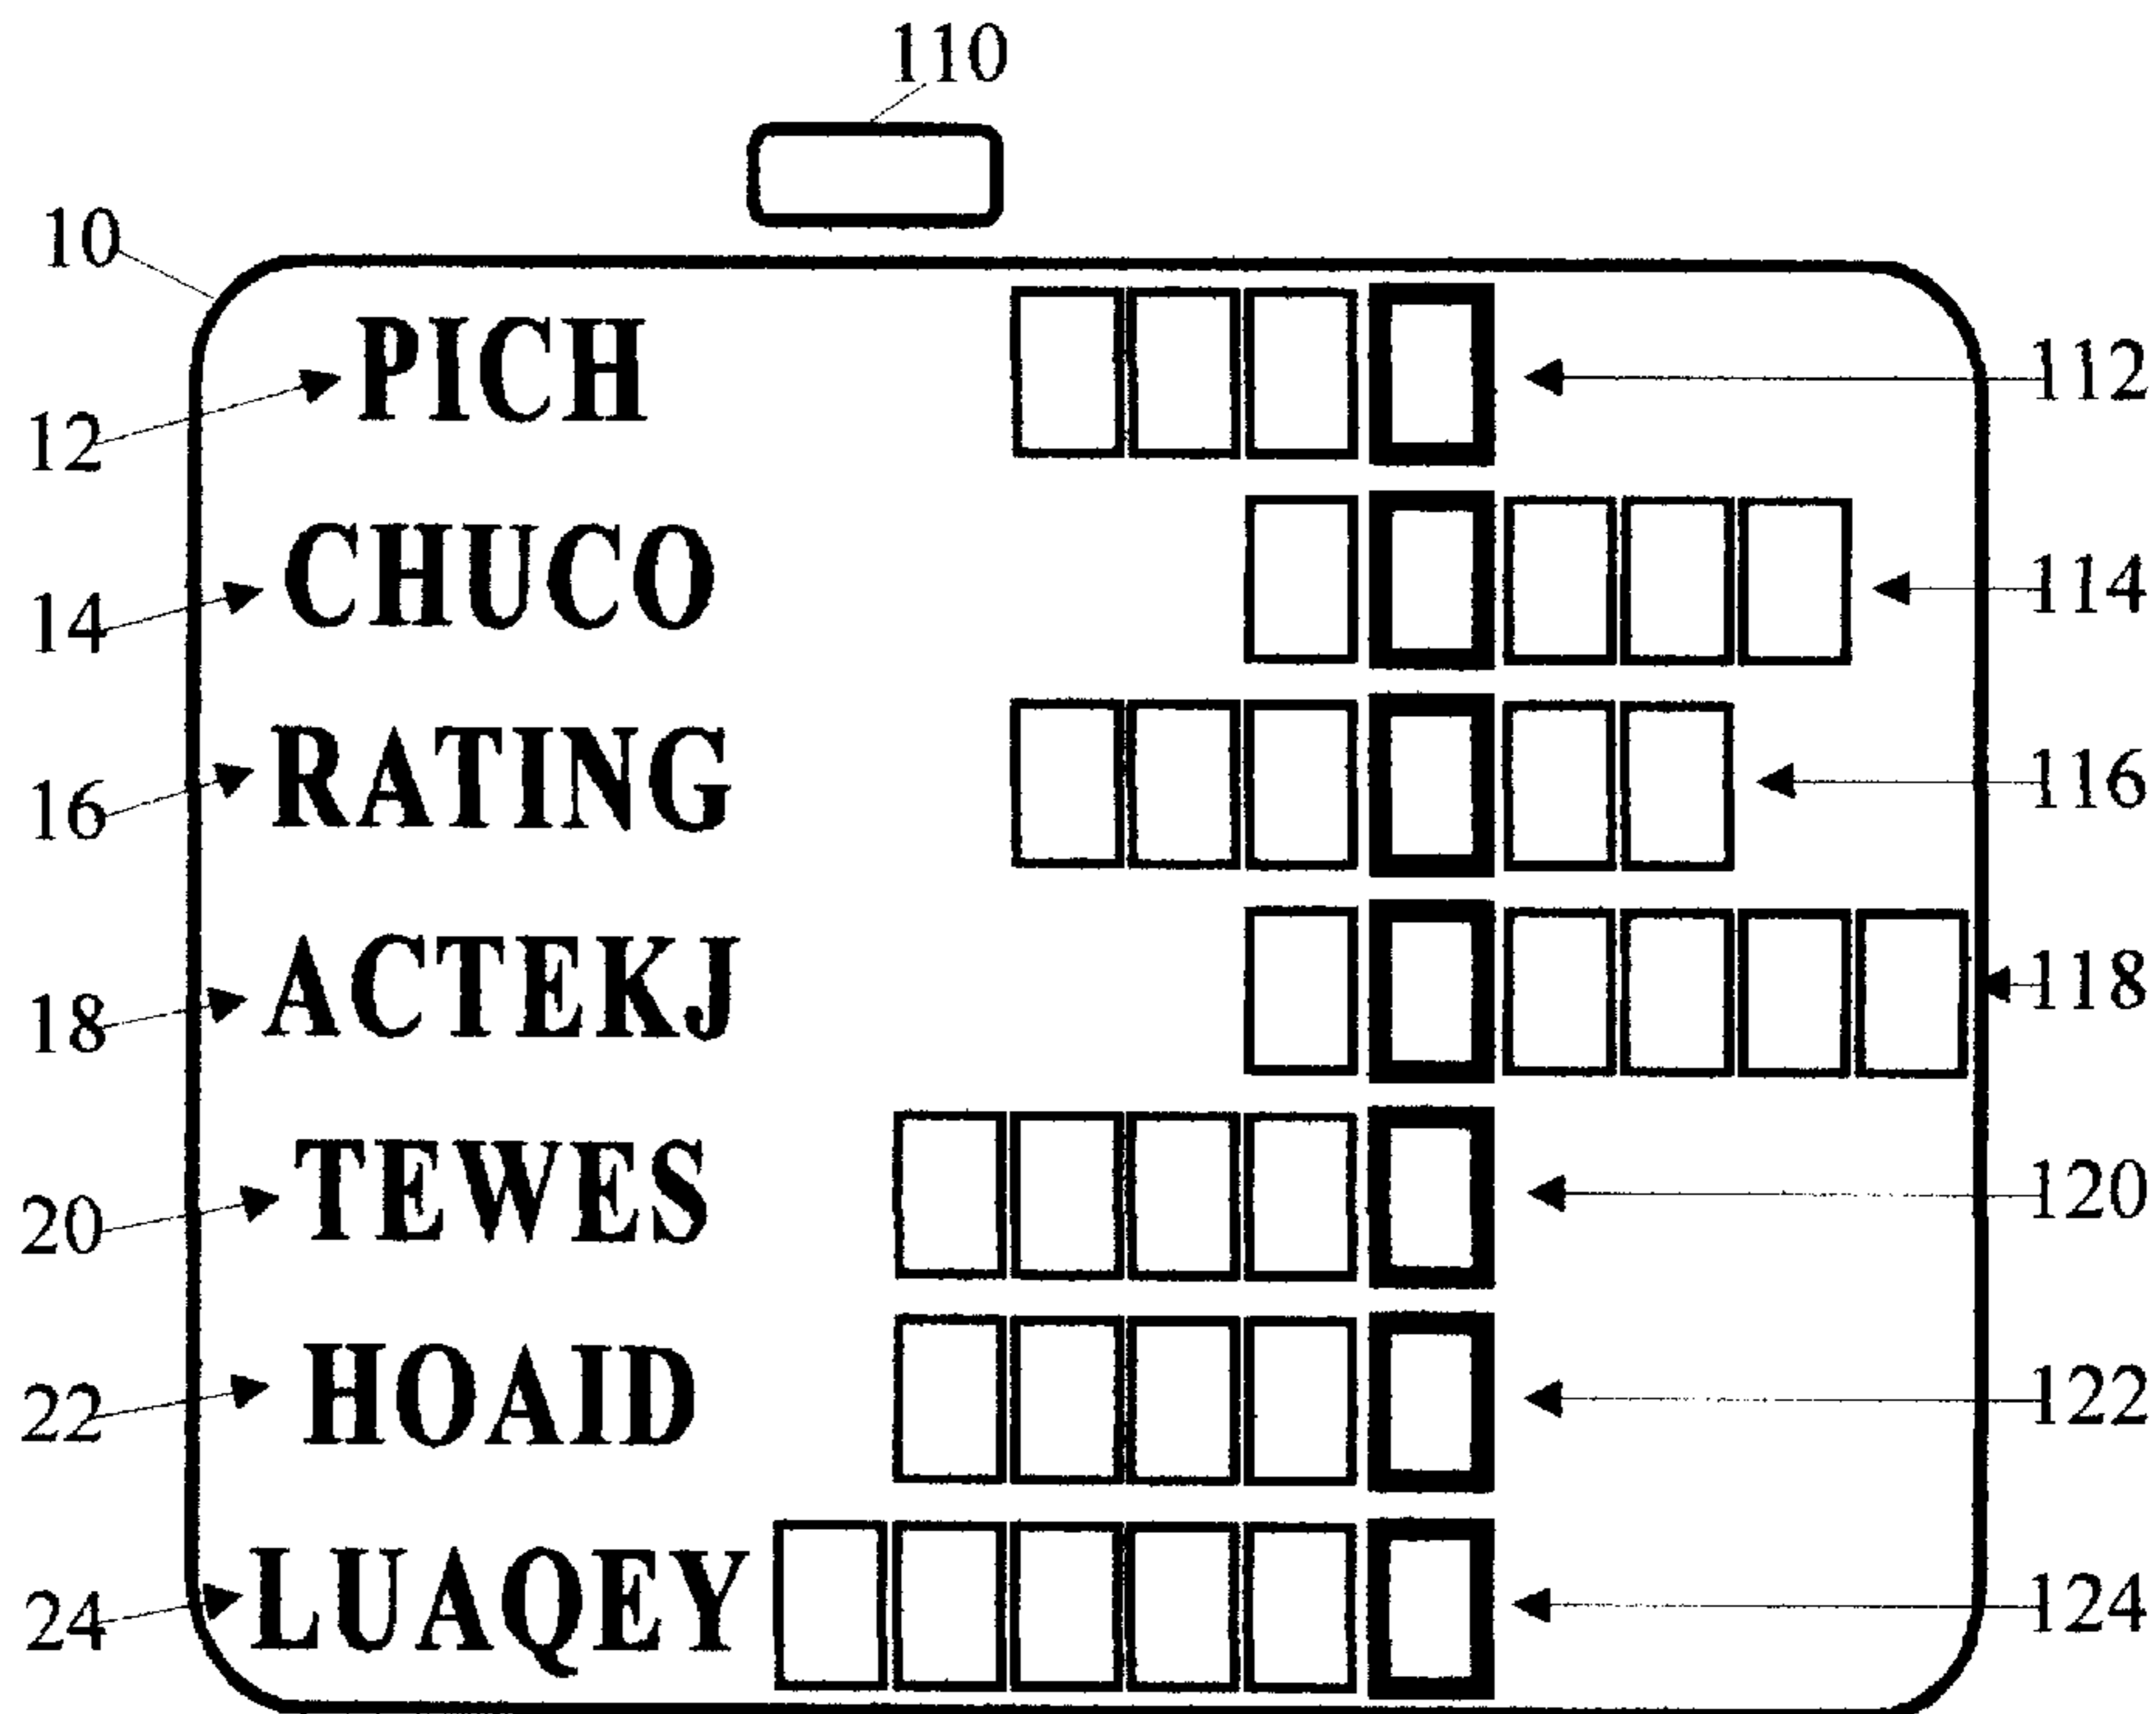 110
10
12 PICH 112
14 CHUCO 114
16 RATING 116
18 ACTEKJ 118
20 TEWES 120
22 HOAID 122
24 LUAQEY 124